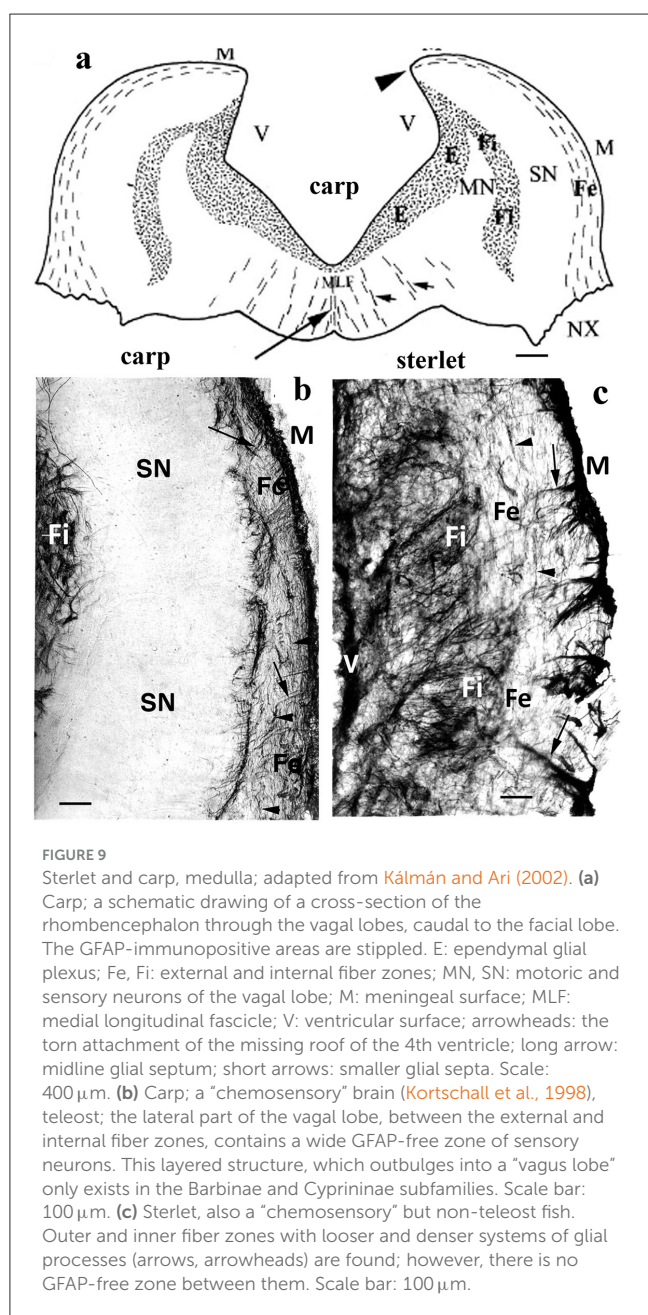 a
M
M
V
V
carp
E
Fi
SN
M
MN
Fe
E
Fi
MLF
NX
carp
sterlet
b
c
M
M
SN
Fe
Fe
Fi
Fi
V
SN
Fi
Fe
Fe
FIGURE 9
Sterlet and carp, medulla; adapted from Kálmán and Ari (2002). (a)
Carp; a schematic drawing of a cross-section of the
rhombencephalon through the vagal lobes, caudal to the facial lobe.
The GFAP-immunopositive areas are stippled. E: ependymal glial
plexus; Fe, Fi: external and internal fiber zones; MN, SN: motoric and
sensory neurons of the vagal lobe; M: meningeal surface; MLF:
medial longitudinal fascicle; V: ventricular surface; arrowheads: the
torn attachment of the missing roof of the 4th ventricle; long arrow:
midline glial septum; short arrows: smaller glial septa. Scale:
400 μm. (b) Carp; a “chemosensory” brain (Kortschall et al., 1998),
teleost; the lateral part of the vagal lobe, between the external and
internal fiber zones, contains a wide GFAP-free zone of sensory
neurons. This layered structure, which outbulges into a “vagus lobe”
only exists in the Barbinae and Cyprininae subfamilies. Scale bar:
100 μm. (c) Sterlet, also a “chemosensory” but non-teleost fish.
Outer and inner fiber zones with looser and denser systems of glial
processes (arrows, arrowheads) are found; however, there is no
GFAP-free zone between them. Scale bar: 100 μm.